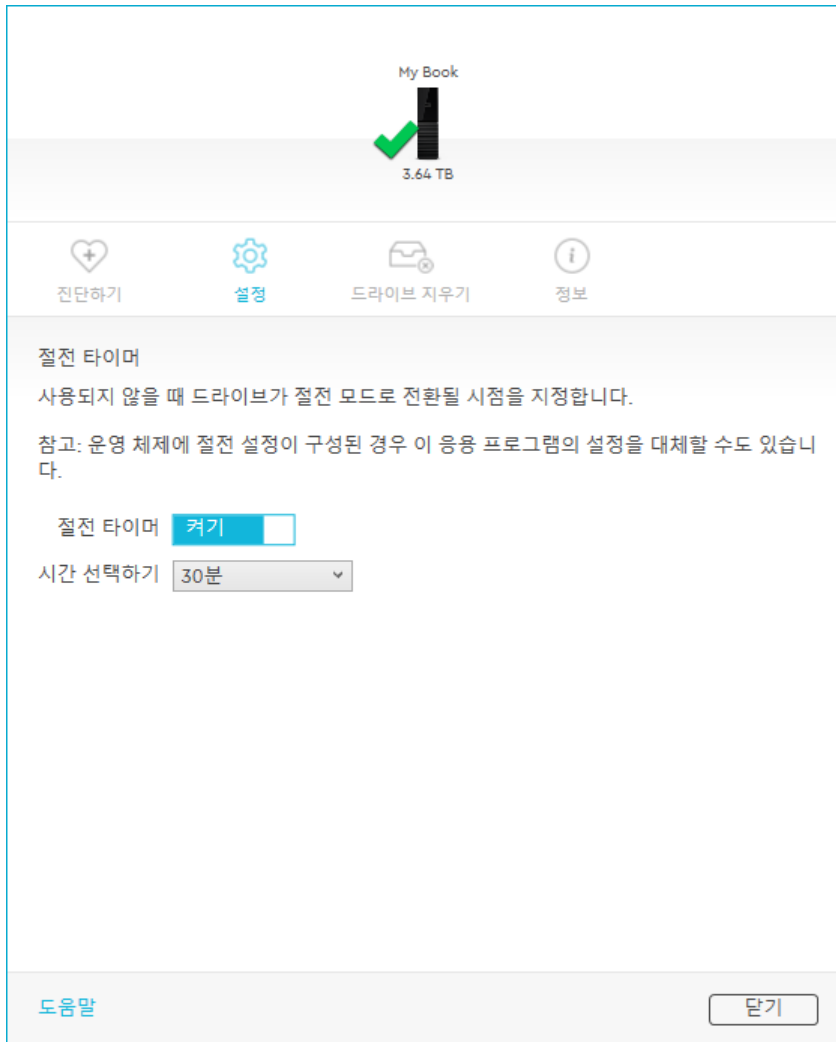 My Book
3.64 TB
진단하기
설정
드라이브 지우기
정보
절전 타이머
사용되지 않을 때 드라이브가 절전 모드로 전환될 시점을 지정합니다.
참고: 운영 체제에 절전 설정이 구성된 경우 이 응용 프로그램의 설정을 대체할 수도 있습니
다.
절전 타이머 켜기
시간 선택하기 30분
도움말
닫기